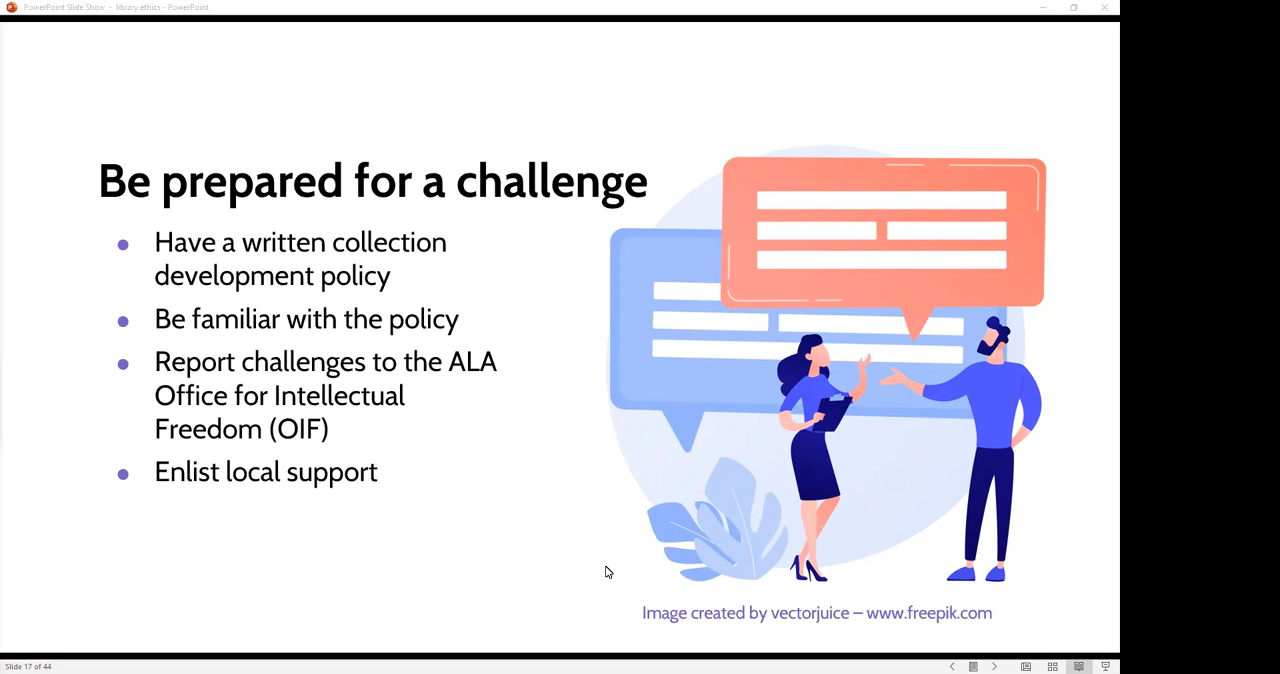 PowerPoint Slide Show - library ethics - PowerPoint
Be prepared for a challenge
Have a written collection
development policy
Be familiar with the policy
Report challenges to the ALA
Office for Intellectual
Freedom (OIF)
Enlist local support
Image created by vectorjuice – www.freepik.com
Slide 17 of 44